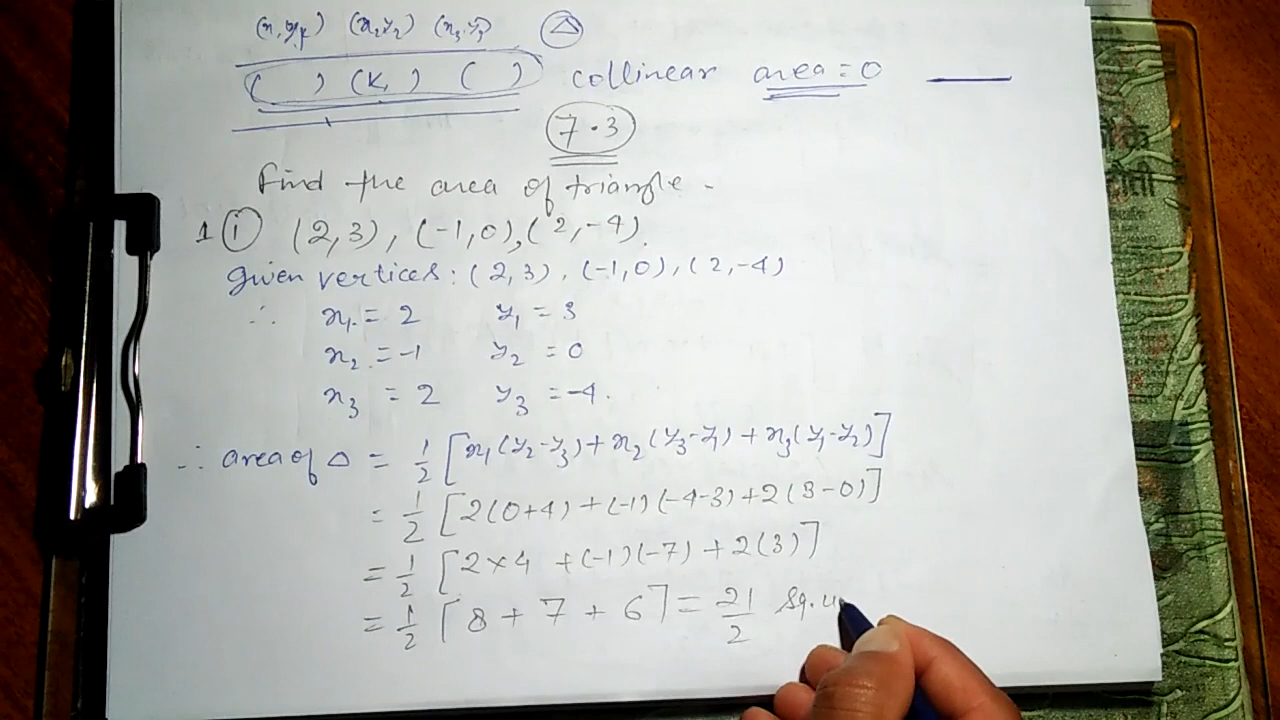 (x, y₁) (x₂ y₂) (x₃ y₃) △
( ) (K, ) ( ) collinear area = 0
7.3
Find the area of triangle -
1 (i) (2,3), (-1,0), (2,-4).
Given vertices: (2,3), (-1,0), (2,-4)
∴ x₁ = 2 y₁ = 3
x₂ = -1 y₂ = 0
x₃ = 2 y₃ = -4.
∴ area of △ = 1/2 [x₁(y₂-y₃) + x₂(y₃-y₁) + x₃(y₁-y₂)]
= 1/2 [2(0+4) + (-1)(-4-3) + 2(3-0)]
= 1/2 [2×4 + (-1)(-7) + 2(3)]
= 1/2 [8 + 7 + 6] = 21/2 sq. u